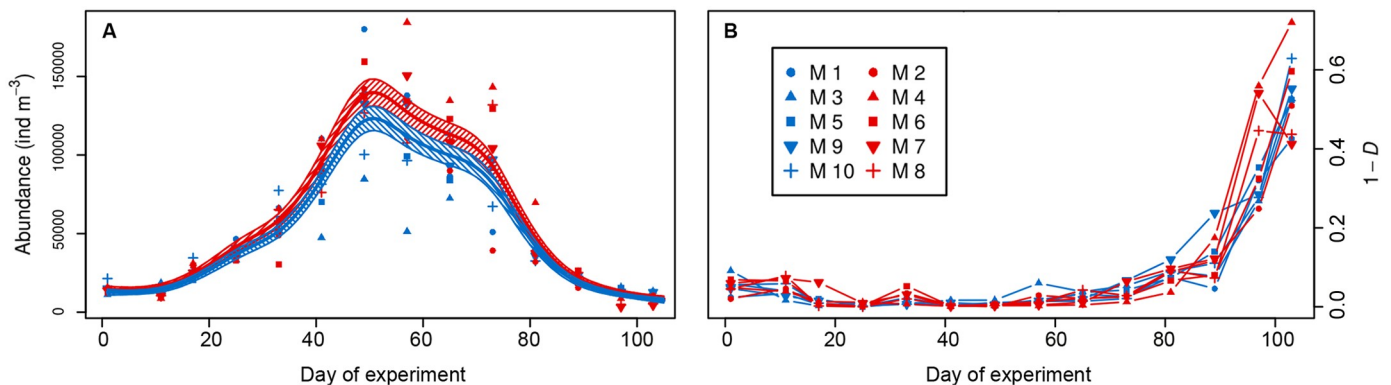 A
Abundance (ind m⁻³)
150000
100000
50000
0
0 20 40 60 80 100
Day of experiment
B
M 1 M 2
M 3 M 4
M 5 M 6
M 9 M 7
M 10 M 8
0.6
0.4
0.2
0.0
1 − D
0 20 40 60 80 100
Day of experiment